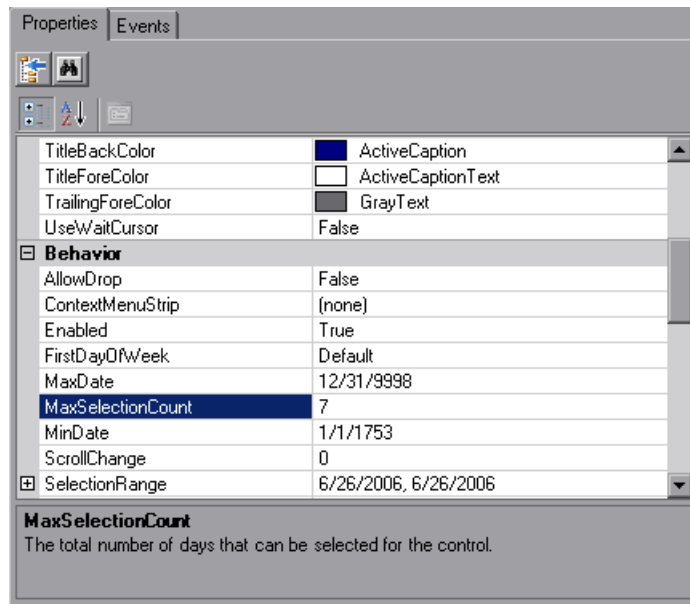 Properties Events
TitleBackColor ActiveCaption
TitleForeColor ActiveCaptionText
TrailingForeColor GrayText
UseWaitCursor False
Behavior
AllowDrop False
ContextMenuStrip (none)
Enabled True
FirstDayOfWeek Default
MaxDate 12/31/9998
MaxSelectionCount 7
MinDate 1/1/1753
ScrollChange 0
SelectionRange 6/26/2006, 6/26/2006
MaxSelectionCount
The total number of days that can be selected for the control.